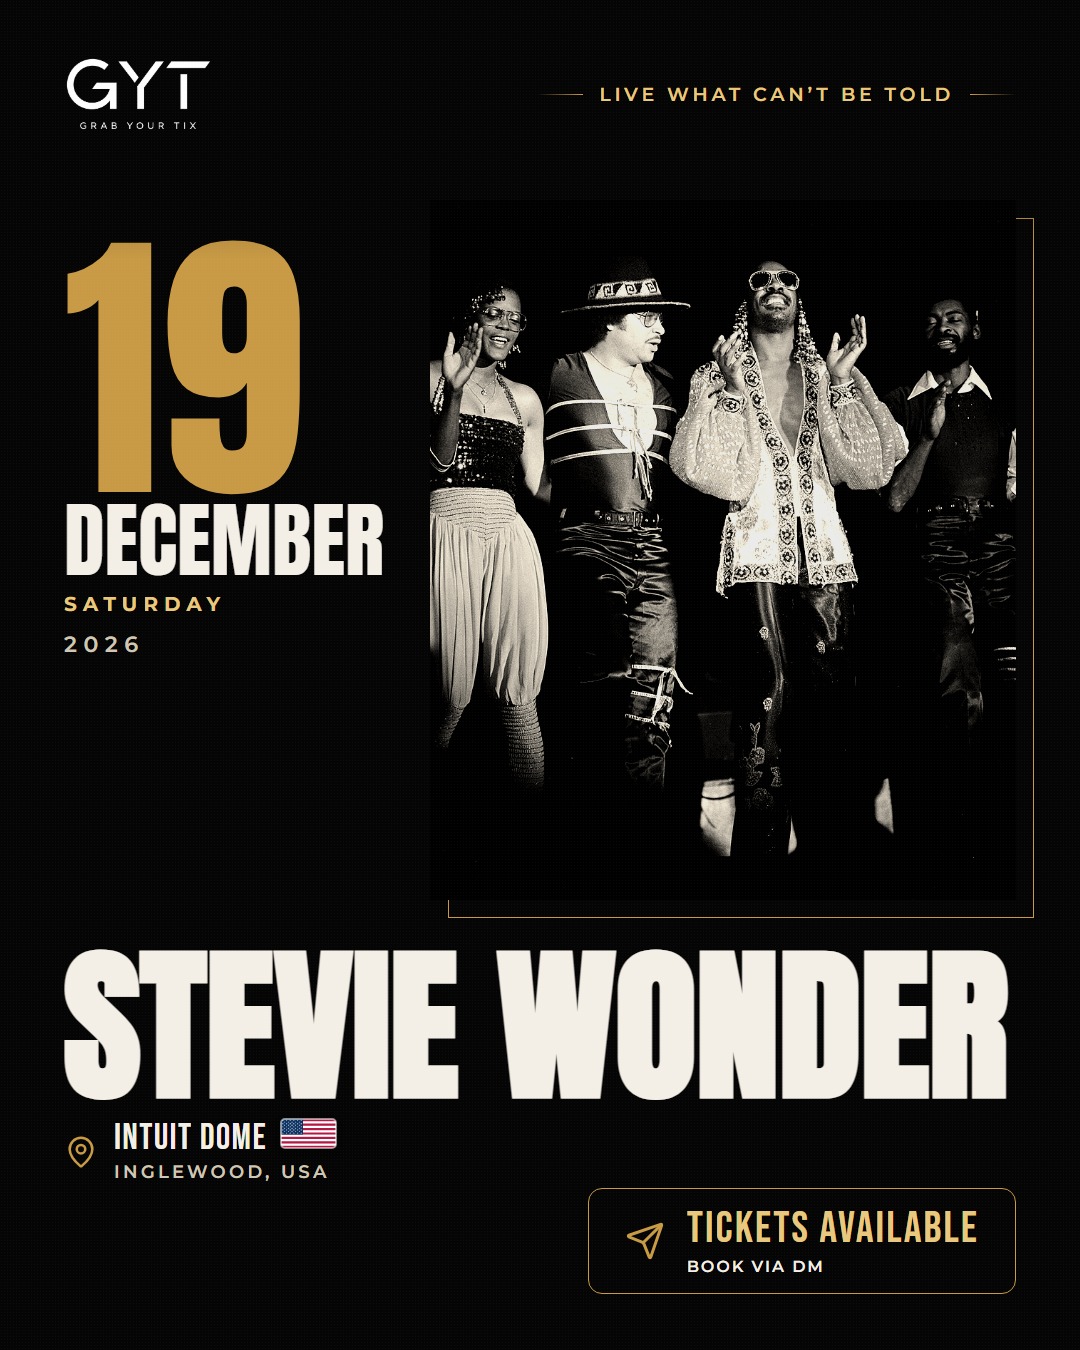 GYT
GRAB YOUR TIX
LIVE WHAT CAN’T BE TOLD
19
DECEMBER
SATURDAY
2026
STEVIE WONDER
INTUIT DOME
INGLEWOOD, USA
TICKETS AVAILABLE
BOOK VIA DM